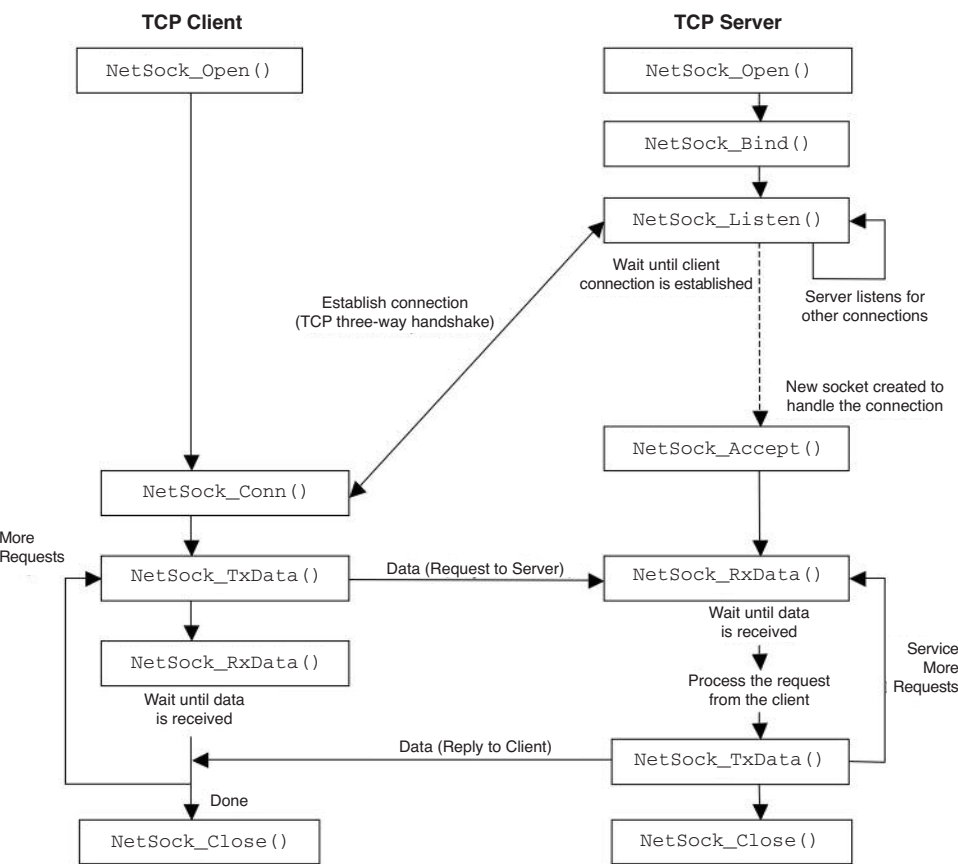 TCP Client
TCP Server
NetSock_Open()
NetSock_Open()
NetSock_Bind()
NetSock_Listen()
Wait until client
connection is established
Server listens for
other connections
Establish connection
(TCP three-way handshake)
New socket created to
handle the connection
NetSock_Accept()
NetSock_Conn()
More
Requests
NetSock_TxData()
Data (Request to Server)
NetSock_RxData()
Wait until data
is received
NetSock_RxData()
Service
More
Requests
Wait until data
is received
Process the request
from the client
Data (Reply to Client)
NetSock_TxData()
Done
NetSock_Close()
NetSock_Close()